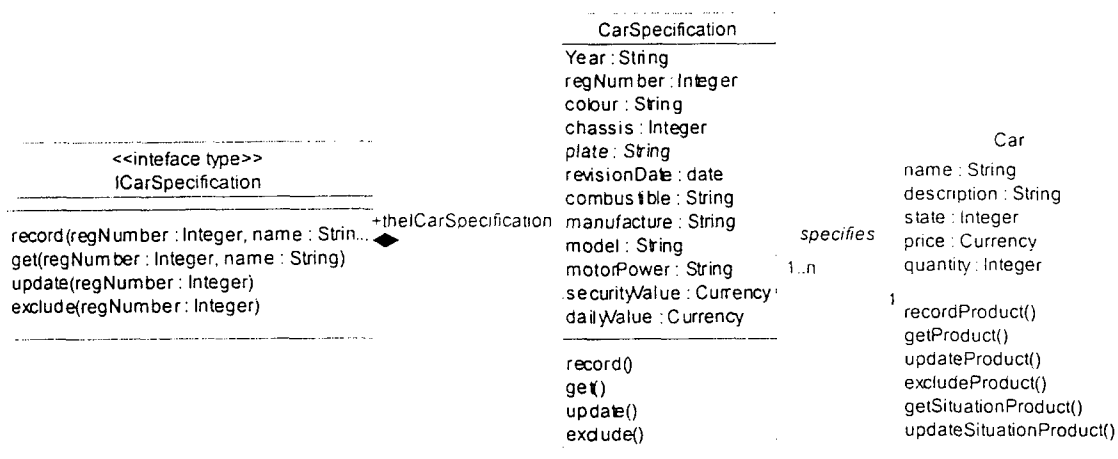 <<inteface type>>
ICarSpecification
record(regNumber : Integer, name : Strin...
get(regNumber : Integer, name : String)
update(regNumber : Integer)
exclude(regNumber : Integer)
+theICarSpecification
CarSpecification
Year : String
regNumber : Integer
colour : String
chassis : Integer
plate : String
revisionDate : date
combustible : String
manufacture : String
model : String
motorPower : String
securityValue : Currency
dailyValue : Currency
record()
get()
update()
exclude()
specifies
1..n
1
Car
name : String
description : String
state : Integer
price : Currency
quantity : Integer
recordProduct()
getProduct()
updateProduct()
excludeProduct()
getSituationProduct()
updateSituationProduct()